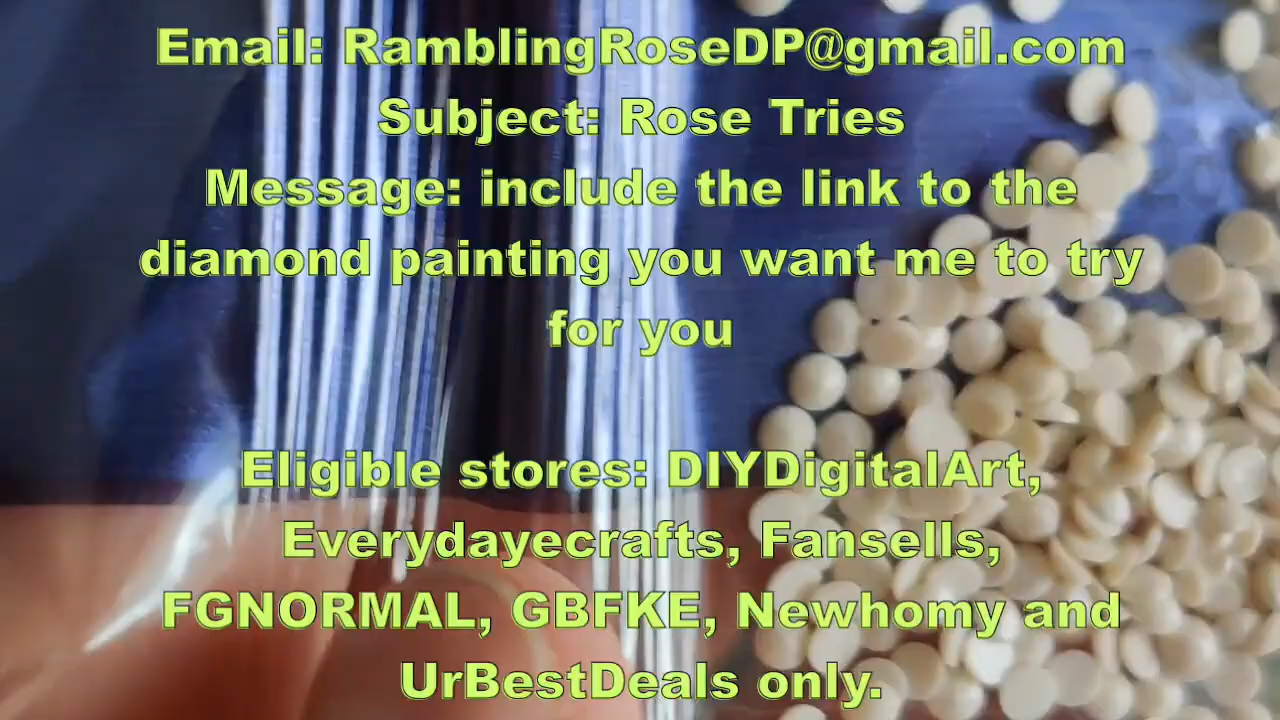 Email: RamblingRoseDP@gmail.com
Subject: Rose Tries
Message: include the link to the
diamond painting you want me to try
for you
Eligible stores: DIYDigitalArt,
Everydayecrafts, Fansells,
FGNORMAL, GBFKE, Newhomy and
UrBestDeals only.